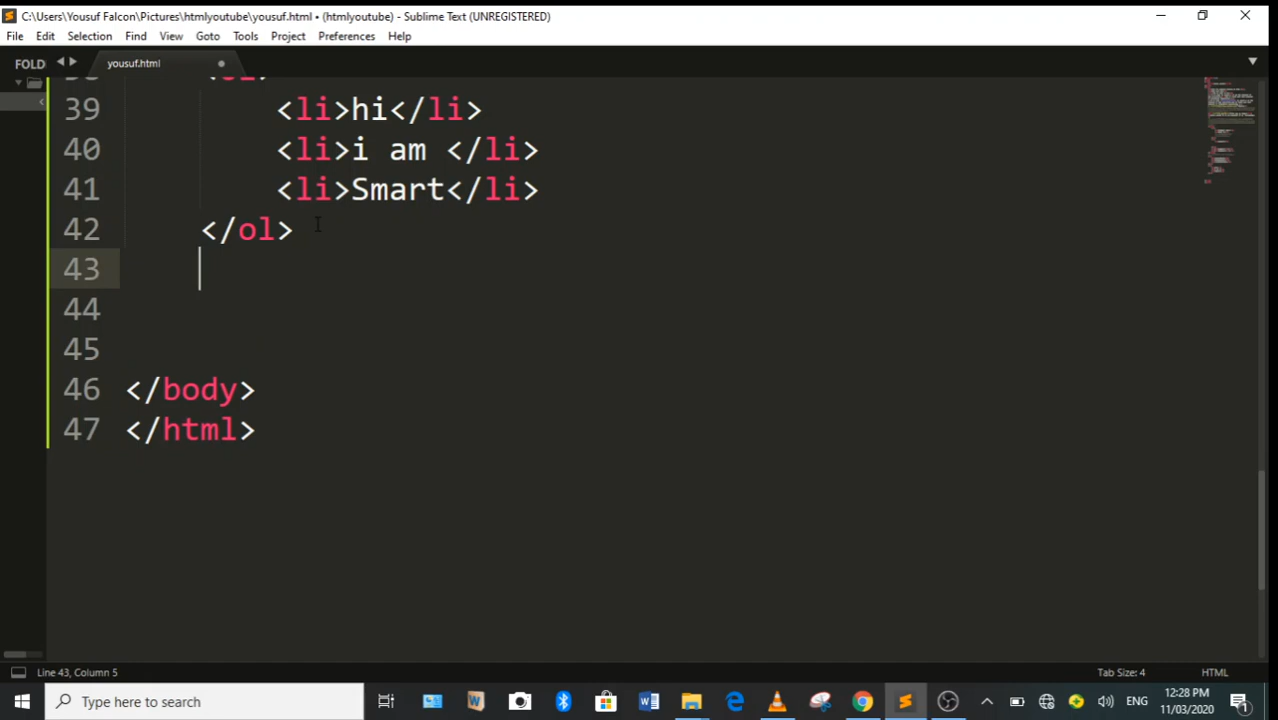 C:\Users\Yousuf Falcon\Pictures\htmlyoutube\yousuf.html • (htmlyoutube) - Sublime Text (UNREGISTERED)
File Edit Selection Find View Goto Tools Project Preferences Help
FOLD yousuf.html
39 <li>hi</li>
40 <li>i am </li>
41 <li>Smart</li>
42 </ol>
43
44
45
46 </body>
47 </html>
Line 43, Column 5 Tab Size: 4 HTML
Type here to search ENG 12:28 PM
11/03/2020 1